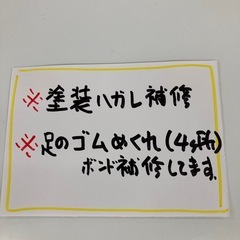 ※塗装ハガレ補修
※足のゴムめくれ(4ヶ所)
ボンド補修してます。